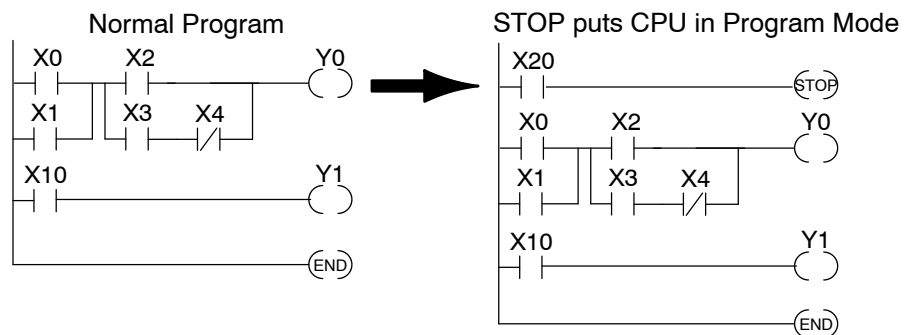 Normal Program
X0 X2 Y0
X1 X3 X4
X10 Y1
END
STOP puts CPU in Program Mode
X20
STOP
X0 X2 Y0
X1 X3 X4
X10 Y1
END